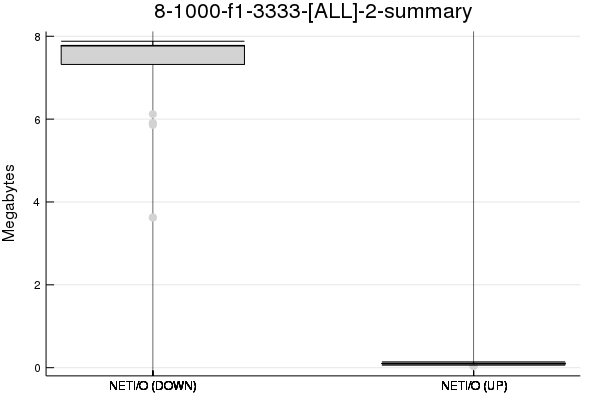 8-1000-f1-3333-[ALL]-2-summary
8
6
4
2
0
Megabytes
NETI/O (DOWN)
NETI/O (UP)